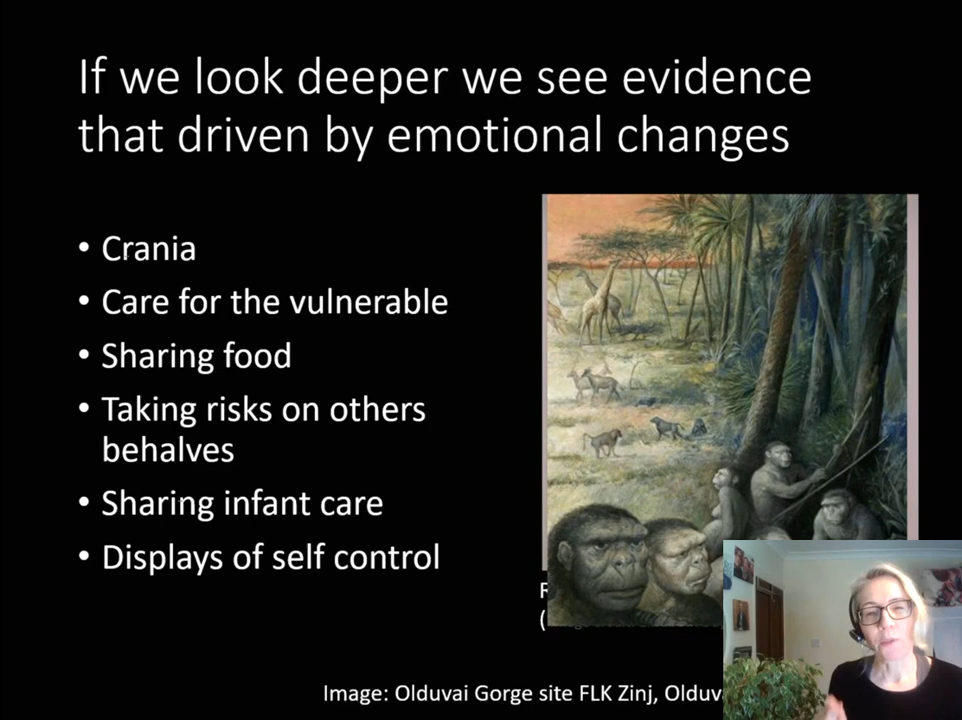 If we look deeper we see evidence
that driven by emotional changes
• Crania
• Care for the vulnerable
• Sharing food
• Taking risks on others
behalves
• Sharing infant care
• Displays of self control
Image: Olduvai Gorge site FLK Zinj,